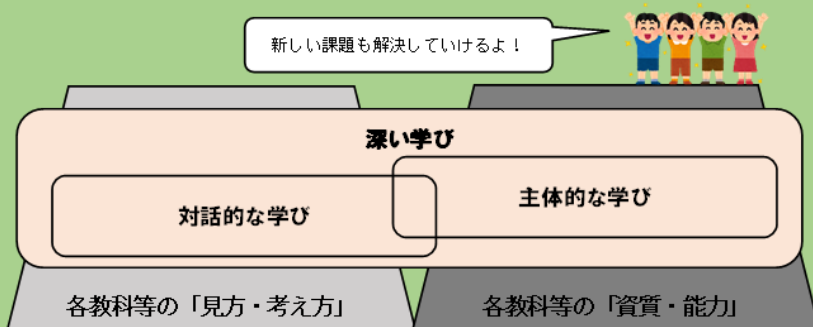 新しい課題も解決していけるよ！
深い学び
対話的な学び
主体的な学び
各教科等の「見方・考え方」
各教科等の「資質・能力」